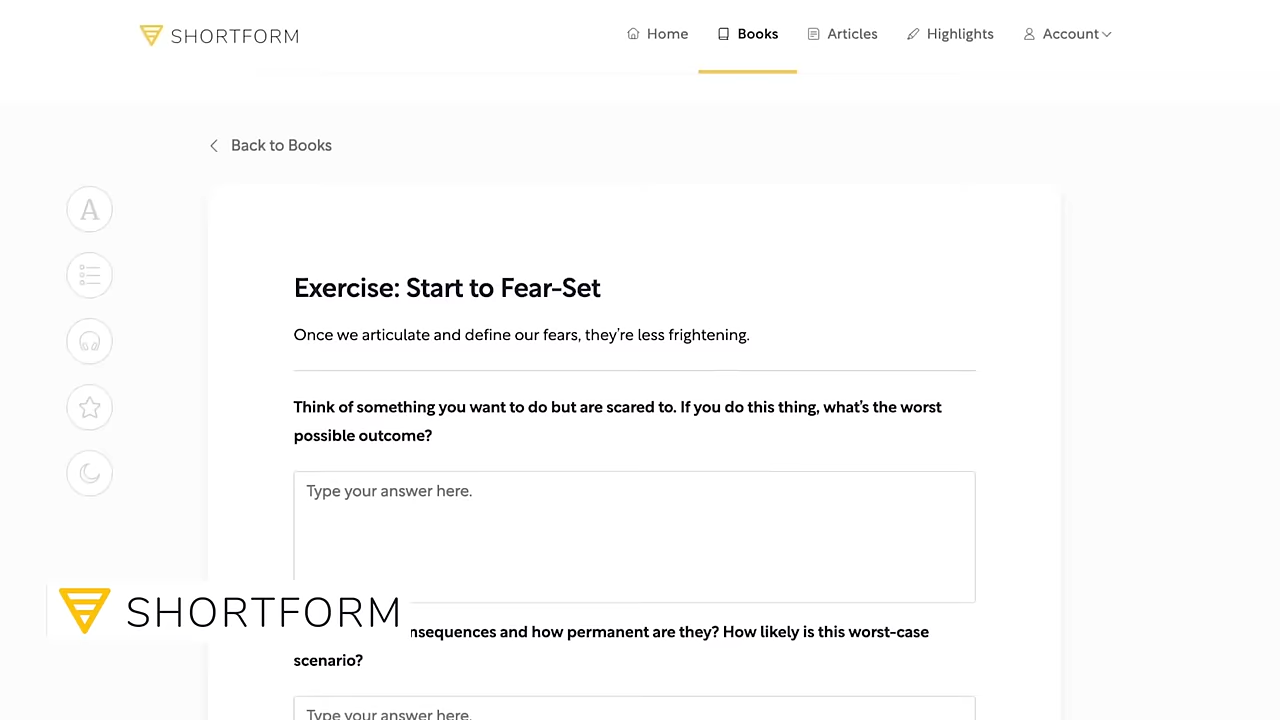 SHORTFORM
Home
Books
Articles
Highlights
Account
Back to Books
A
Exercise: Start to Fear-Set
Once we articulate and define our fears, they're less frightening.
Think of something you want to do but are scared to. If you do this thing, what's the worst
possible outcome?
Type your answer here.
SHORTFORM
and how permanent are they? How likely is this worst-case
scenario?
Type your answer here.